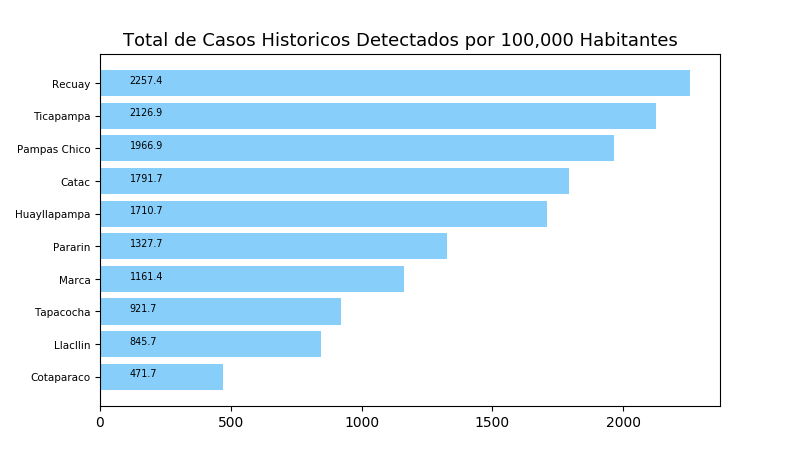 Total de Casos Historicos Detectados por 100,000 Habitantes
Recuay 2257.4
Ticapampa 2126.9
Pampas Chico 1966.9
Catac 1791.7
Huayllapampa 1710.7
Pararin 1327.7
Marca 1161.4
Tapacocha 921.7
Llacllin 845.7
Cotaparaco 471.7
0 500 1000 1500 2000